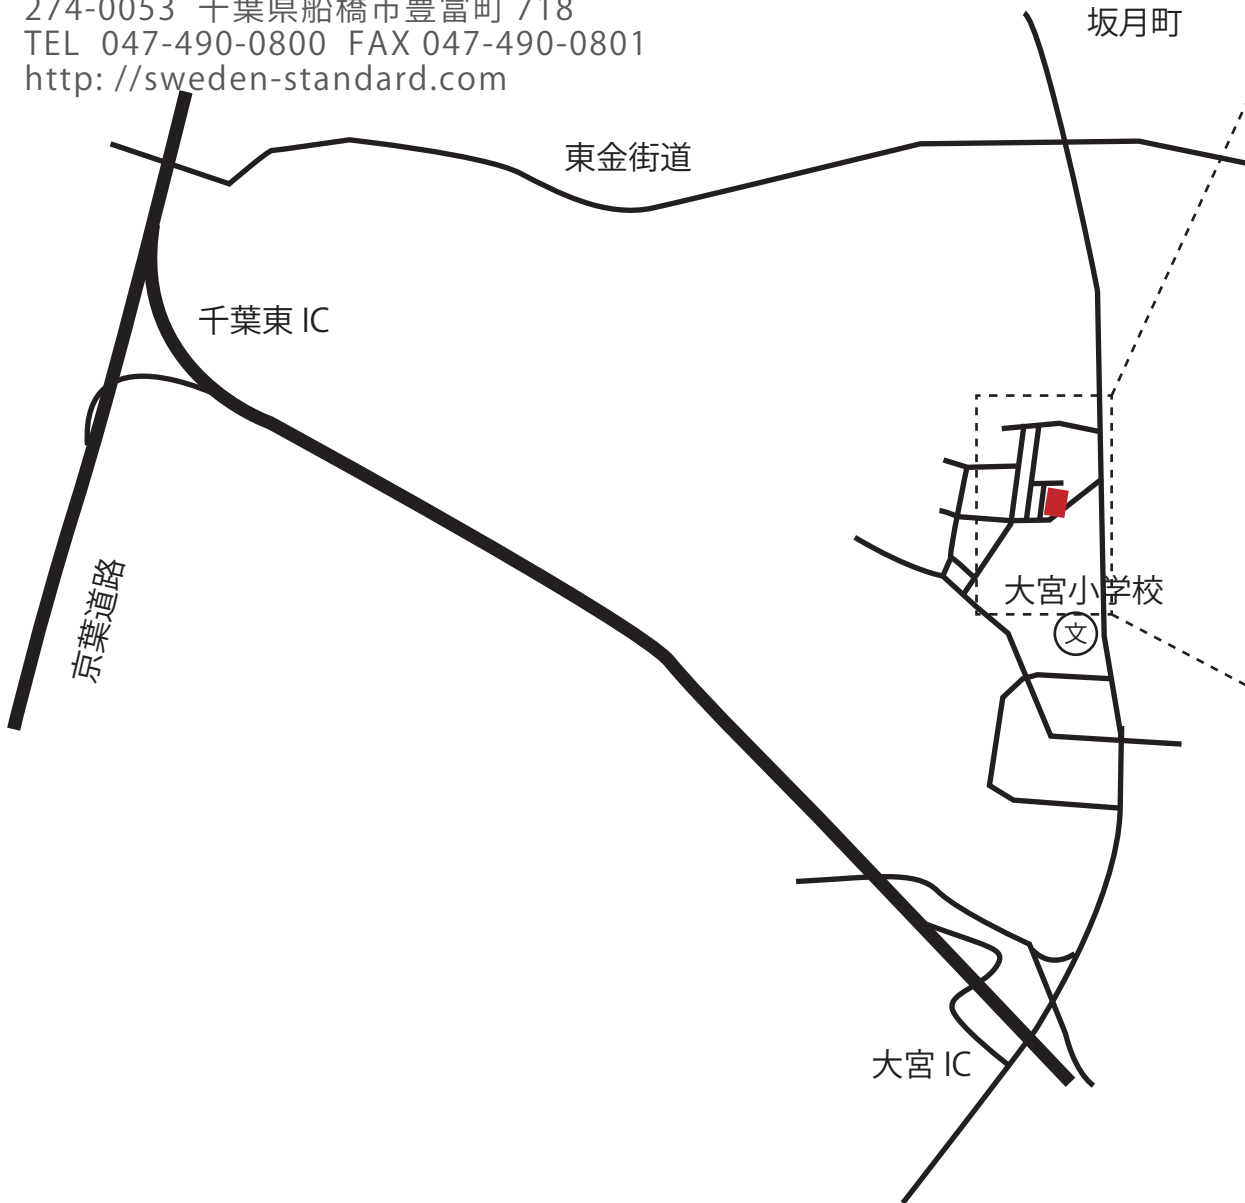 274-0053 千葉県船橋市豊富町 718
TEL 047-490-0800 FAX 047-490-0801
http: //sweden-standard.com
坂月町
東金街道
千葉東 IC
京葉道路
大宮小学校
文
大宮 IC